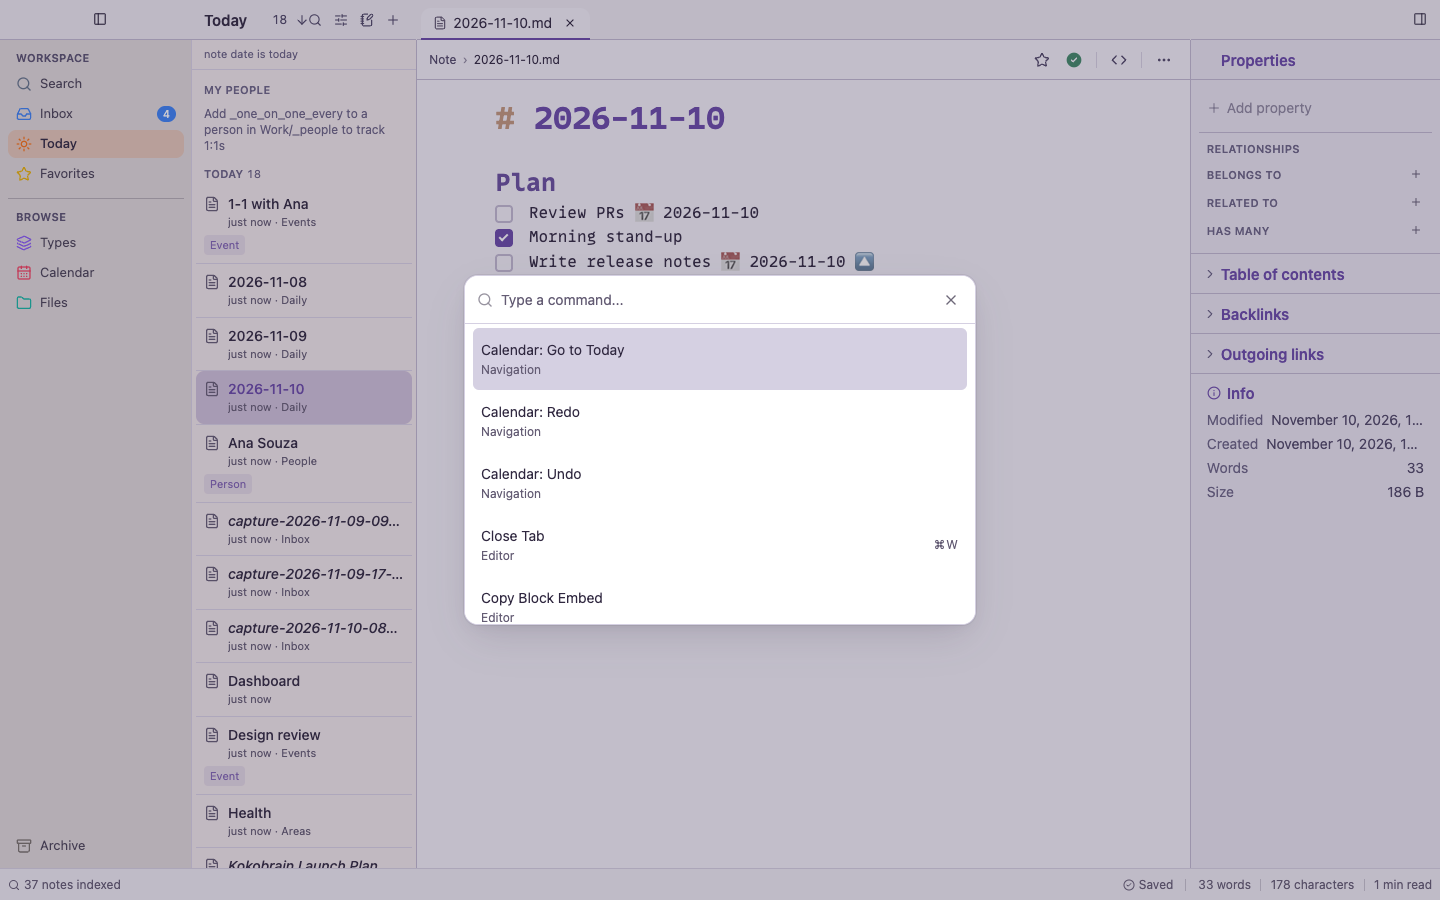 Today 18
2026-11-10.md
WORKSPACE
Search
Inbox 4
Today
Favorites
BROWSE
Types
Calendar
Files
Archive
note date is today
MY PEOPLE
Add _one_on_one_every to a
person in Work/_people to track
1:1s
TODAY 18
1-1 with Ana
just now · Events
Event
2026-11-08
just now · Daily
2026-11-09
just now · Daily
2026-11-10
just now · Daily
Ana Souza
just now · People
Person
capture-2026-11-09-09...
just now · Inbox
capture-2026-11-09-17-...
just now · Inbox
capture-2026-11-10-08...
just now · Inbox
Dashboard
just now
Design review
just now · Events
Event
Health
just now · Areas
Kokobrain Launch Plan
Note › 2026-11-10.md
# 2026-11-10
Plan
Review PRs 📅 2026-11-10
Morning stand-up
Write release notes 📅 2026-11-10 🔼
Type a command...
Calendar: Go to Today
Navigation
Calendar: Redo
Navigation
Calendar: Undo
Navigation
Close Tab
Editor
⌘W
Copy Block Embed
Editor
Properties
Add property
RELATIONSHIPS
BELONGS TO
RELATED TO
HAS MANY
Table of contents
Backlinks
Outgoing links
Info
Modified November 10, 2026, 1...
Created November 10, 2026, 1...
Words 33
Size 186 B
37 notes indexed
Saved
33 words
178 characters
1 min read